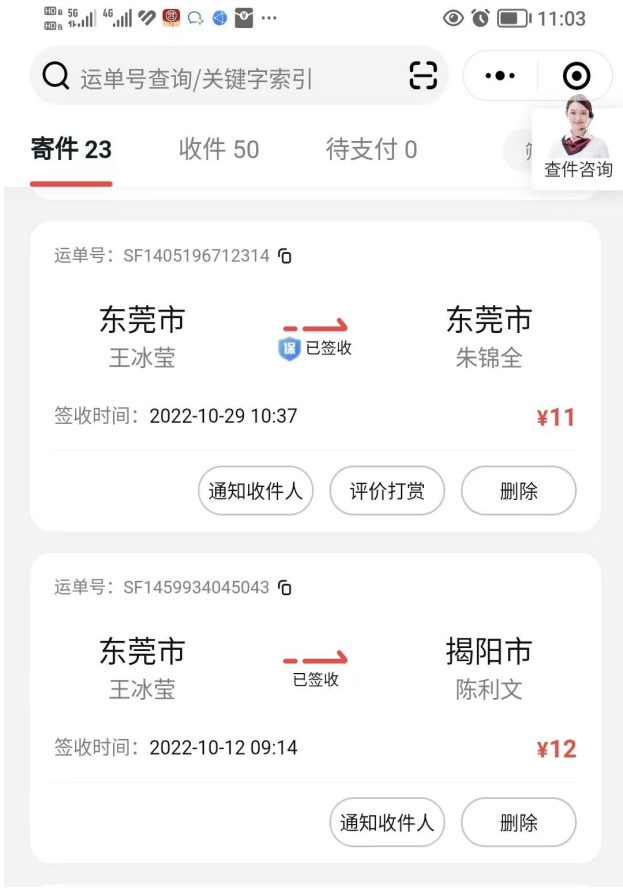 HD B 5G 4G 11:03
HD B
运单号查询/关键字索引
寄件 23 收件 50 待支付 0
查件咨询
运单号：SF1405196712314
东莞市 东莞市
王冰莹 保 已签收 朱锦全
签收时间：2022-10-29 10:37 ¥11
通知收件人 评价打赏 删除
运单号：SF1459934045043
东莞市 揭阳市
王冰莹 已签收 陈利文
签收时间：2022-10-12 09:14 ¥12
通知收件人 删除